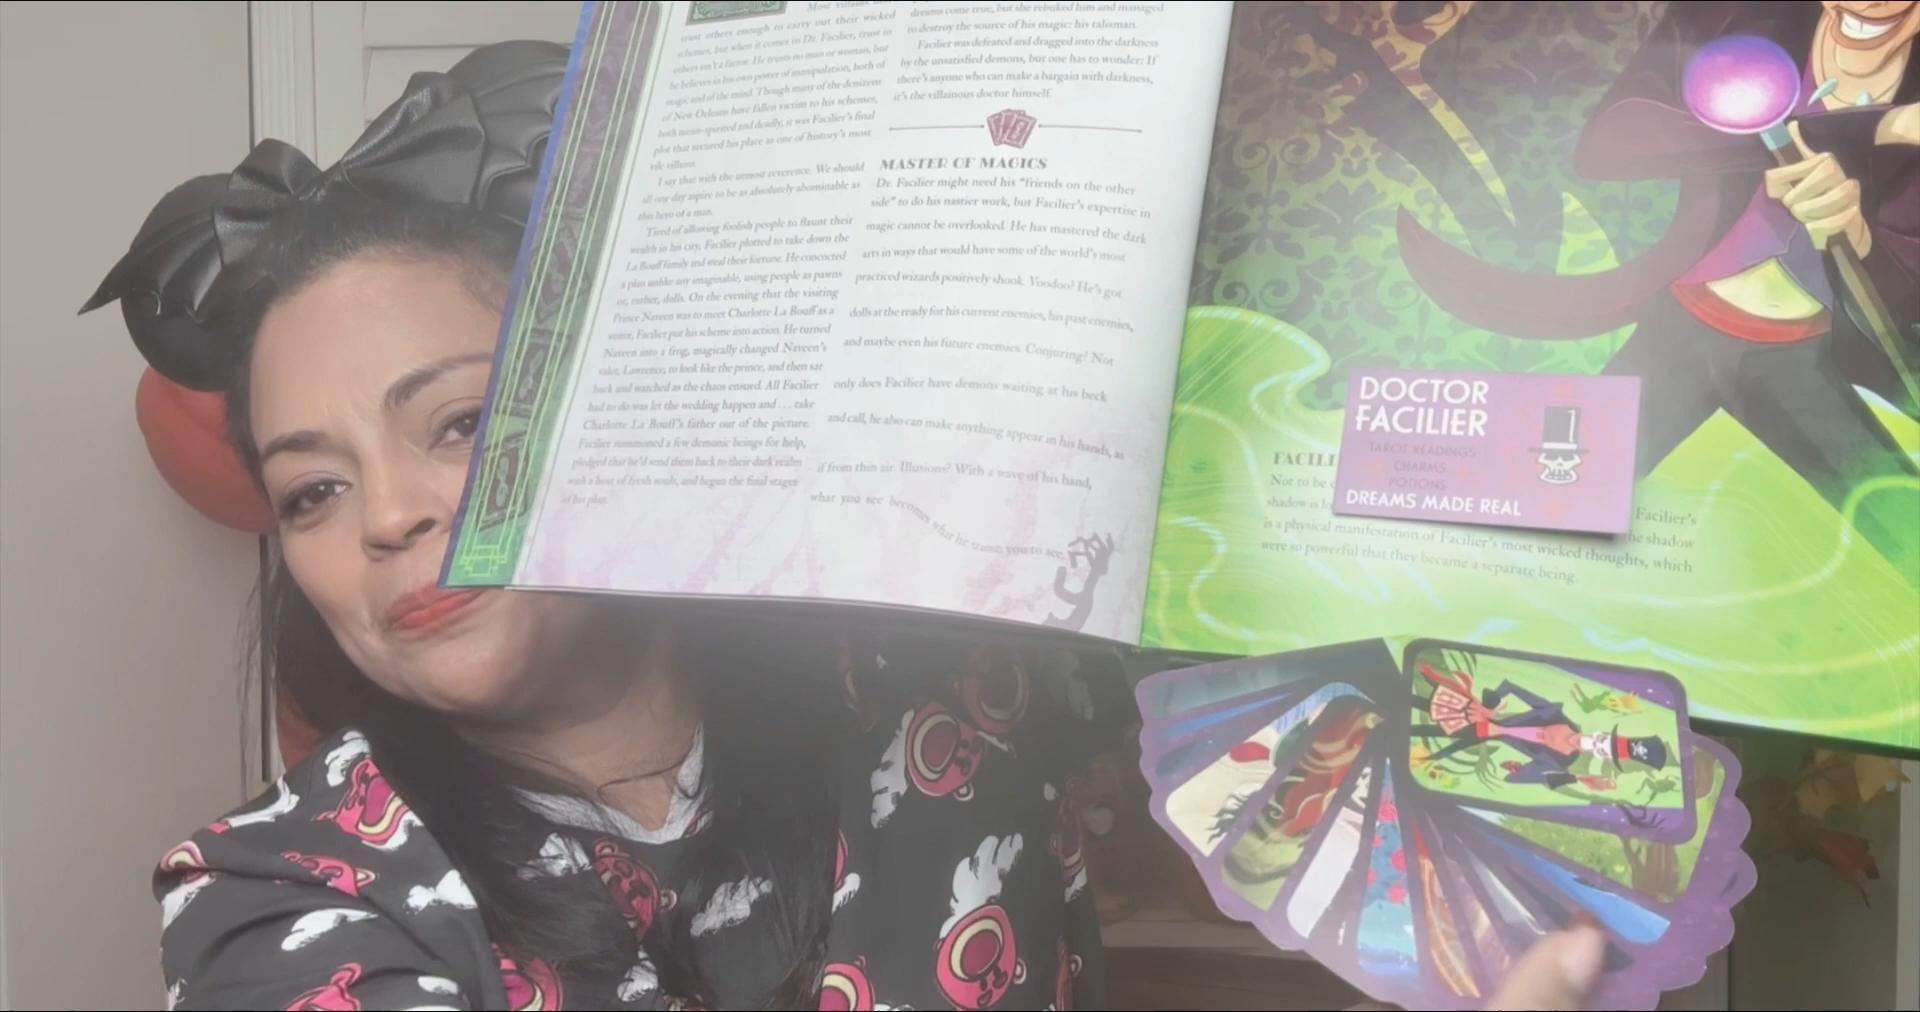 Most villains
trust others enough to carry out their wicked
schemes, but when it comes to Dr. Facilier, trust in
others isn't a factor. He trusts no man or woman, but
he believes in his own power of manipulation, both of
magic and of the mind. Though many of the denizens
of New Orleans have fallen victim to his schemes,
both mean-spirited and deadly, it was Facilier's final
plot that secured his place as one of history's most
vile villains.
I say that with the utmost reverence. We should
all one day aspire to be as absolutely abominable as
this hero of a man.
Tired of allowing foolish people to flaunt their
wealth in his city, Facilier plotted to take down the
La Bouff family and steal their fortune. He concocted
a plan unlike any imaginable, using people as pawns
or, rather, dolls. On the evening that the visiting
Prince Naveen was to meet Charlotte La Bouff as a
suitor, Facilier put his scheme into action. He turned
Naveen into a frog, magically changed Naveen's
valet, Lawrence, to look like the prince, and then sat
back and watched as the chaos ensued. All Facilier
had to do was let the wedding happen and . . . take
Charlotte La Bouff's father out of the picture.
Facilier summoned a few demonic beings for help,
pledged that he'd send them back to their dark realm
with a host of fresh souls, and began the final stages
of his plan.
dreams come true, but she rebuked him and managed
to destroy the source of his magic: his talisman.
Facilier was defeated and dragged into the darkness
by the unsatisfied demons, but one has to wonder: If
there's anyone who can make a bargain with darkness,
it's the villainous doctor himself.
MASTER OF MAGICS
Dr. Facilier might need his "friends on the other
side" to do his nastier work, but Facilier's expertise in
magic cannot be overlooked. He has mastered the dark
arts in ways that would have some of the world's most
practiced wizards positively shook. Voodoo? He's got
dolls at the ready for his current enemies, his past enemies,
and maybe even his future enemies. Conjuring? Not
only does Facilier have demons waiting at his beck
and call, he also can make anything appear in his hands, as
if from thin air. Illusions? With a wave of his hand,
what you see becomes what he wants you to see.
DOCTOR
FACILIER
TAROT READINGS
CHARMS
POTIONS
DREAMS MADE REAL
FACILI
Not to be
Facilier's
shadow is
he shadow
is a physical manifestation of Facilier's most wicked thoughts, which
were so powerful that they became a separate being.